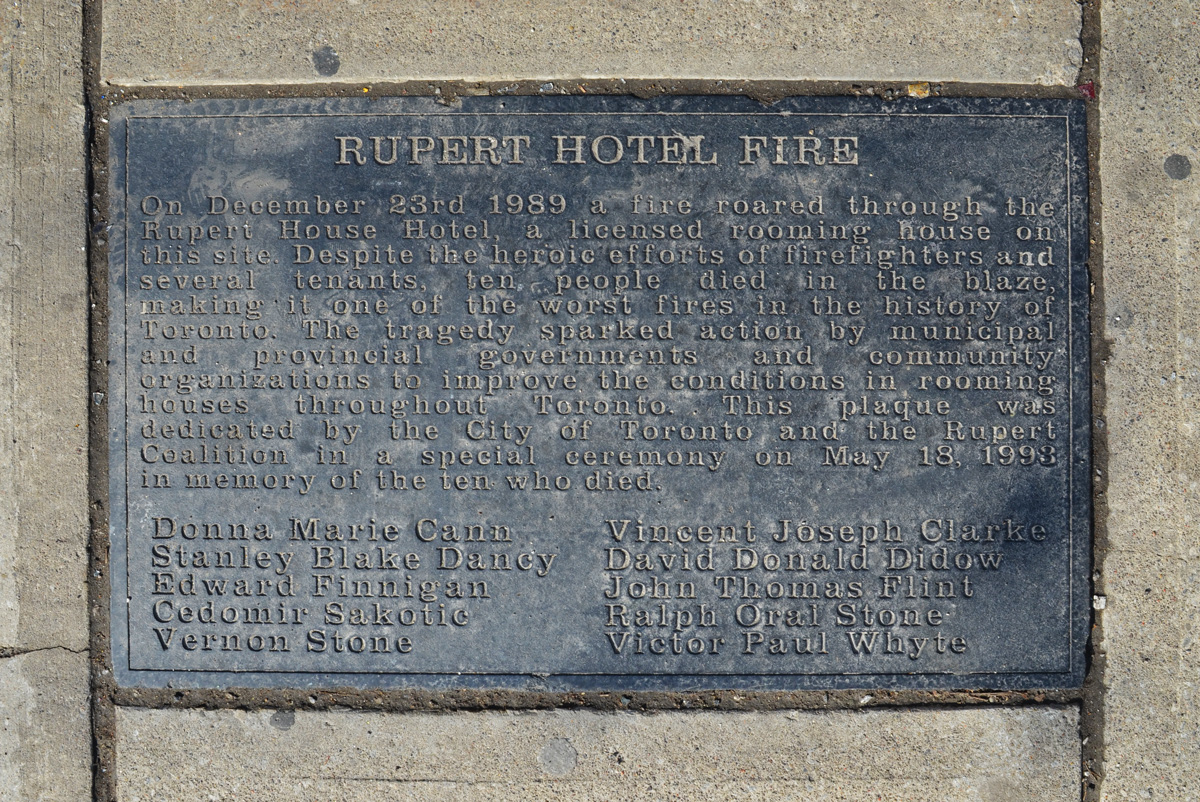 RUPERT HOTEL FIRE
On December 23rd 1989 a fire roared through the
Rupert House Hotel, a licensed rooming house on
this site. Despite the heroic efforts of firefighters and
several tenants, ten people died in the blaze,
making it one of the worst fires in the history of
Toronto. The tragedy sparked action by municipal
and provincial governments and community
organizations to improve the conditions in rooming
houses throughout Toronto. This plaque was
dedicated by the City of Toronto and the Rupert
Coalition in a special ceremony on May 18, 1993
in memory of the ten who died.
Donna Marie Cann
Stanley Blake Dancy
Edward Finnigan
Cedomir Sakotic
Vernon Stone
Vincent Joseph Clarke
David Donald Didow
John Thomas Flint
Ralph Oral Stone
Victor Paul Whyte